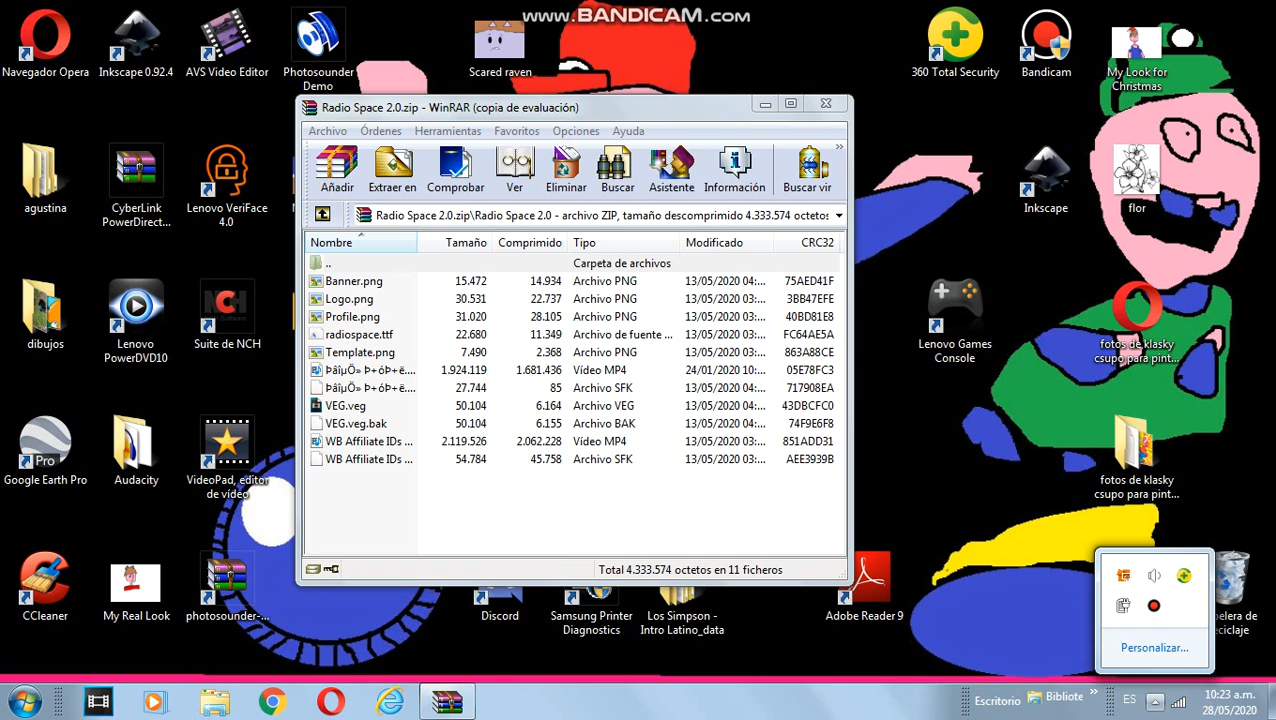 www.BANDICAM.com
Navegador Opera
Inkscape 0.92.4
AVS Video Editor
Photosounder
Demo
Scared raven
360 Total Security
Bandicam
My Look for
Christmas
Radio Space 2.0.zip - WinRAR (copia de evaluación)
Archivo Órdenes Herramientas Favoritos Opciones Ayuda
Añadir Extraer en Comprobar Ver Eliminar Buscar Asistente Información Buscar vir
Radio Space 2.0.zip\Radio Space 2.0 - archivo ZIP, tamaño descomprimido 4.333.574 octetos
Nombre Tamaño Comprimido Tipo Modificado CRC32
.. Carpeta de archivos
Banner.png 15.472 14.934 Archivo PNG 13/05/2020 04:... 75AED41F
Logo.png 30.531 22.737 Archivo PNG 13/05/2020 03:... 3BB47EFE
Profile.png 31.020 28.105 Archivo PNG 13/05/2020 03:... 40BD81E8
radiospace.ttf 22.680 11.349 Archivo de fuente ... 13/05/2020 03:... FC64AE5A
Template.png 7.490 2.368 Archivo PNG 13/05/2020 03:... 863A88CE
ÞâîµÕ» Þ+óÞ+ë.... 1.924.119 1.681.436 Vídeo MP4 24/01/2020 10:... 05E78FC3
ÞâîµÕ» Þ+óÞ+ë.... 27.744 85 Archivo SFK 13/05/2020 04:... 717908EA
VEG.veg 50.104 6.164 Archivo VEG 13/05/2020 04:... 43DBCFC0
VEG.veg.bak 50.104 6.155 Archivo BAK 13/05/2020 04:... 74F9E6F8
WB Affiliate IDs ... 2.119.526 2.062.228 Vídeo MP4 13/05/2020 04:... 851ADD31
WB Affiliate IDs ... 54.784 45.758 Archivo SFK 13/05/2020 04:... AEE3939B
Total 4.333.574 octetos en 11 ficheros
agustina
CyberLink
PowerDirect...
Lenovo VeriFace
4.0
Inkscape
flor
dibujos
Lenovo
PowerDVD10
NCH
Suite de NCH
Lenovo Games
Console
fotos de klasky
csupo para pint...
Pro
Google Earth Pro
Audacity
VideoPad, editor
de vídeo
fotos de klasky
csupo para pint...
CCleaner
My Real Look
photosounder-...
Discord
Samsung Printer
Diagnostics
Los Simpson -
Intro Latino_data
Adobe Reader 9
Personalizar...
Escritorio
Bibliote
»
ES
10:23 a.m.
28/05/2020